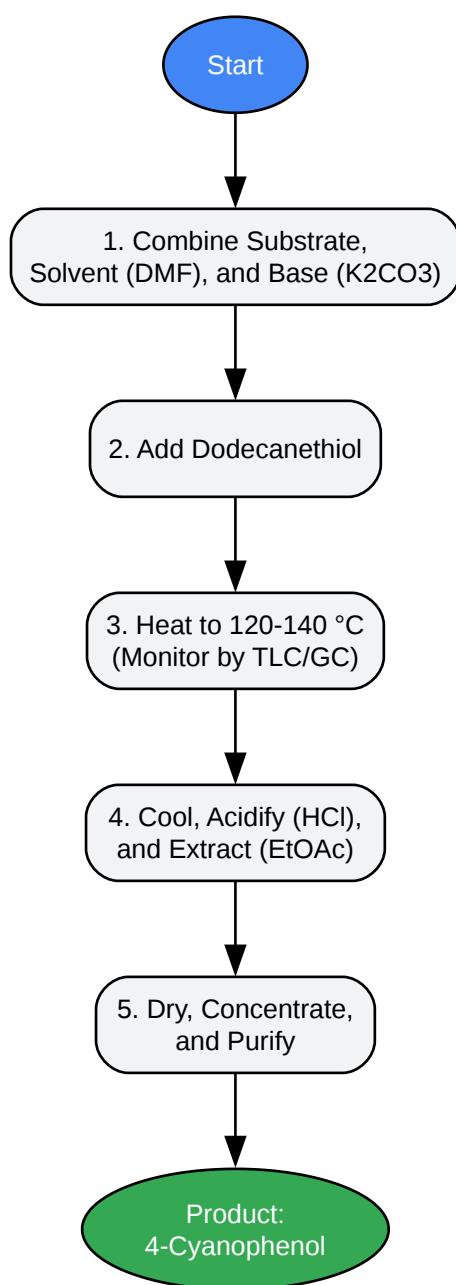 Start
1. Combine Substrate,
Solvent (DMF), and Base (K2CO3)
2. Add Dodecanethiol
3. Heat to 120-140 °C
(Monitor by TLC/GC)
4. Cool, Acidify (HCl),
and Extract (EtOAc)
5. Dry, Concentrate,
and Purify
Product:
4-Cyanophenol